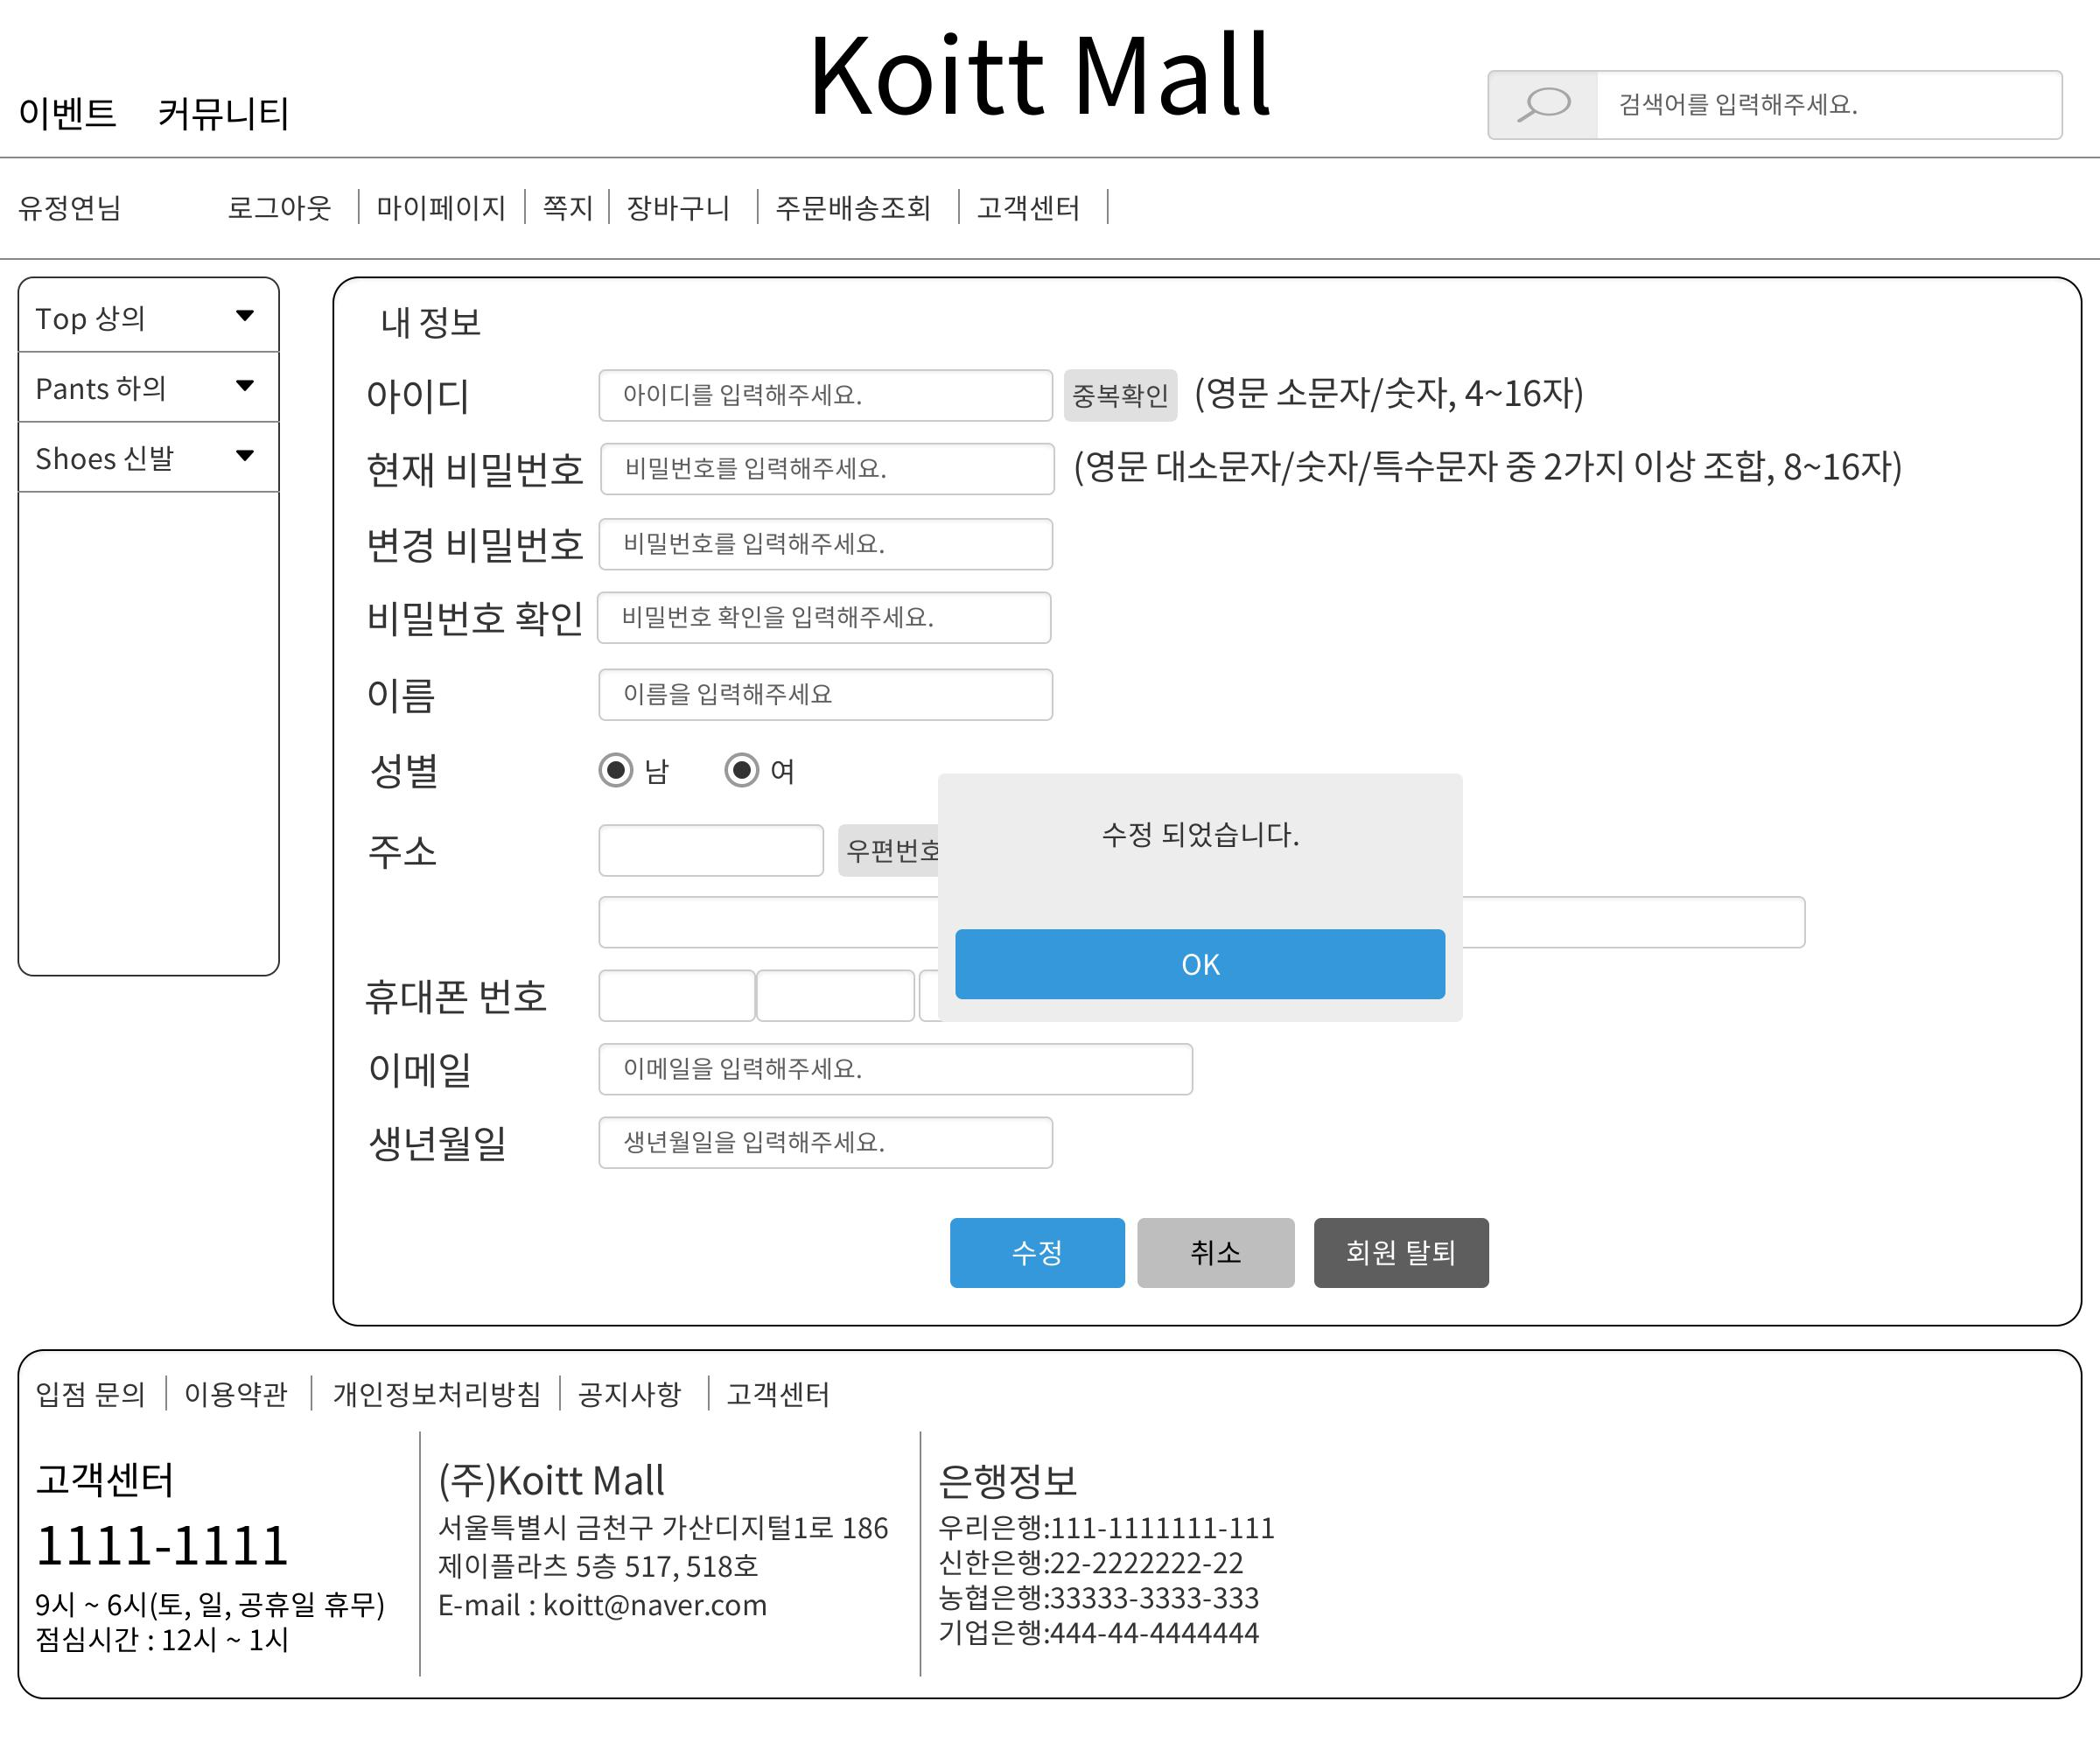 Koitt Mall
이벤트 커뮤니티
검색어를 입력해주세요.
유정연님 로그아웃 마이페이지 쪽지 장바구니 주문배송조회 고객센터
Top 상의
Pants 하의
Shoes 신발
내 정보
아이디 아이디를 입력해주세요. 중복확인 (영문 소문자/숫자, 4~16자)
현재 비밀번호 비밀번호를 입력해주세요. (영문 대소문자/숫자/특수문자 중 2가지 이상 조합, 8~16자)
변경 비밀번호 비밀번호를 입력해주세요.
비밀번호 확인 비밀번호 확인을 입력해주세요.
이름 이름을 입력해주세요
성별 남 여
주소 우편번호
수정 되었습니다.
OK
휴대폰 번호
이메일 이메일을 입력해주세요.
생년월일 생년월일을 입력해주세요.
수정 취소 회원 탈퇴
입점 문의 이용약관 개인정보처리방침 공지사항 고객센터
고객센터
1111-1111
9시 ~ 6시(토, 일, 공휴일 휴무)
점심시간 : 12시 ~ 1시
(주)Koitt Mall
서울특별시 금천구 가산디지털1로 186
제이플라츠 5층 517, 518호
E-mail : koitt@naver.com
은행정보
우리은행:111-1111111-111
신한은행:22-2222222-22
농협은행:33333-3333-333
기업은행:444-44-4444444